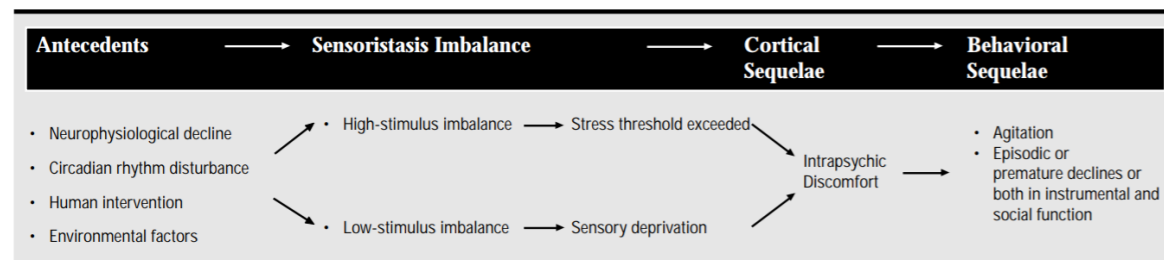 Antecedents
Sensoristasis Imbalance
Cortical
Sequelae
Behavioral
Sequelae
• Neurophysiological decline
• Circadian rhythm disturbance
• Human intervention
• Environmental factors
• High-stimulus imbalance
Stress threshold exceeded
• Low-stimulus imbalance
Sensory deprivation
Intrapsychic
Discomfort
• Agitation
• Episodic or
premature declines or
both in instrumental and
social function